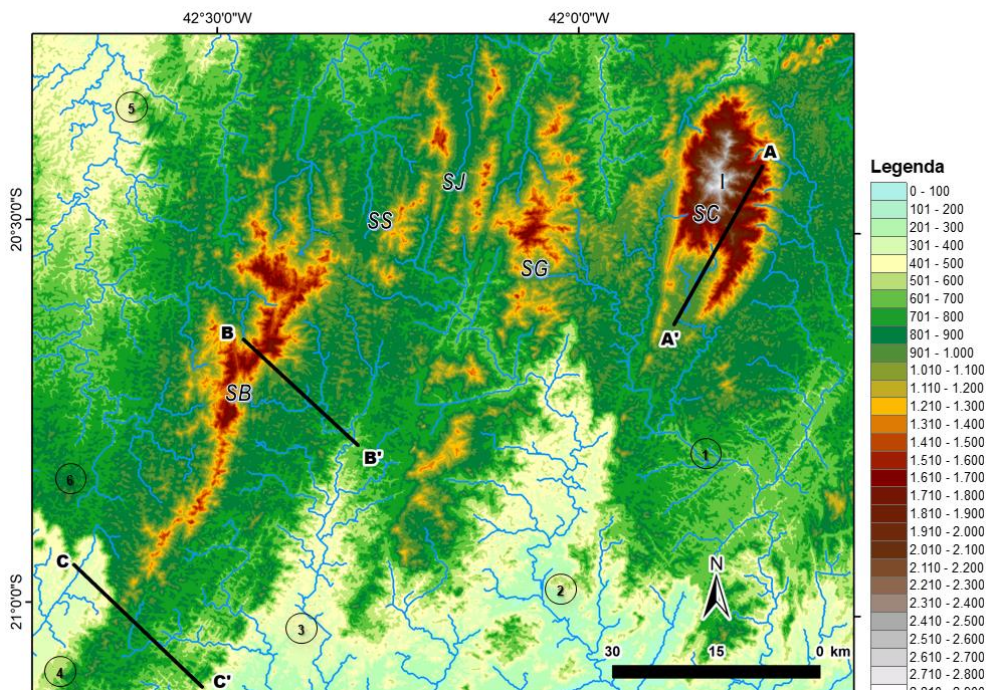 42°30'0"W
42°0'0"W
20°30'0"S
21°0'0"S
5
SJ
SS
SG
I
SC
A
A'
B
SB
B'
6
1
C
2
3
4
C'
N
30 15 0 km
Legenda
0 - 100
101 - 200
201 - 300
301 - 400
401 - 500
501 - 600
601 - 700
701 - 800
801 - 900
901 - 1.000
1.010 - 1.100
1.110 - 1.200
1.210 - 1.300
1.310 - 1.400
1.410 - 1.500
1.510 - 1.600
1.610 - 1.700
1.710 - 1.800
1.810 - 1.900
1.910 - 2.000
2.010 - 2.100
2.110 - 2.200
2.210 - 2.300
2.310 - 2.400
2.410 - 2.500
2.510 - 2.600
2.610 - 2.700
2.710 - 2.800